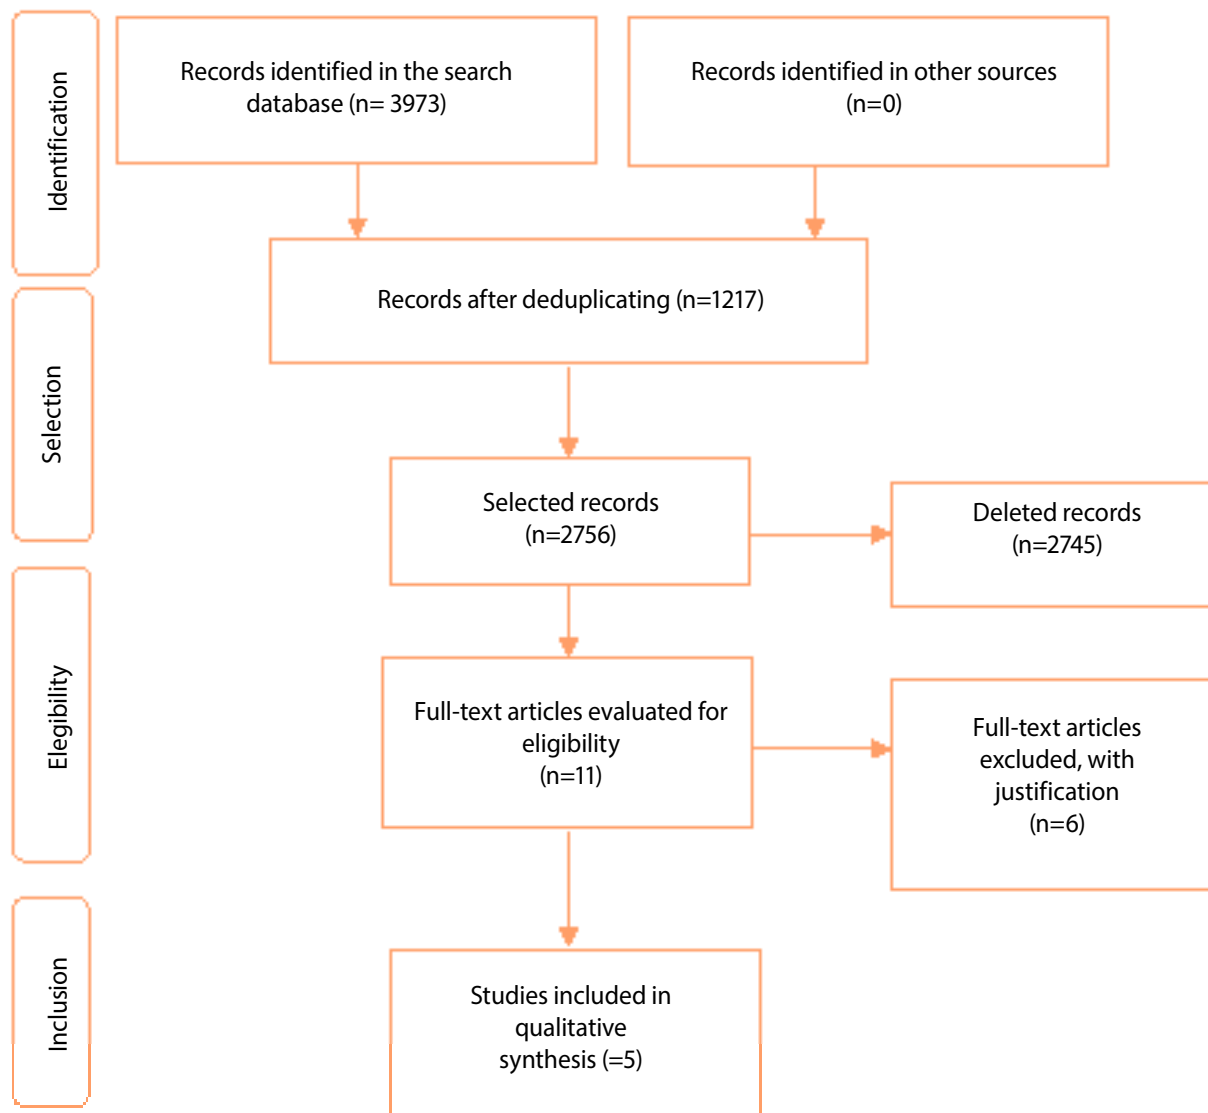 Identification
Records identified in the search
database (n= 3973)
Records identified in other sources
(n=0)
Records after deduplicating (n=1217)
Selection
Selected records
(n=2756)
Deleted records
(n=2745)
Elegibility
Full-text articles evaluated for
eligibility
(n=11)
Full-text articles
excluded, with
justification
(n=6)
Inclusion
Studies included in
qualitative
synthesis (=5)